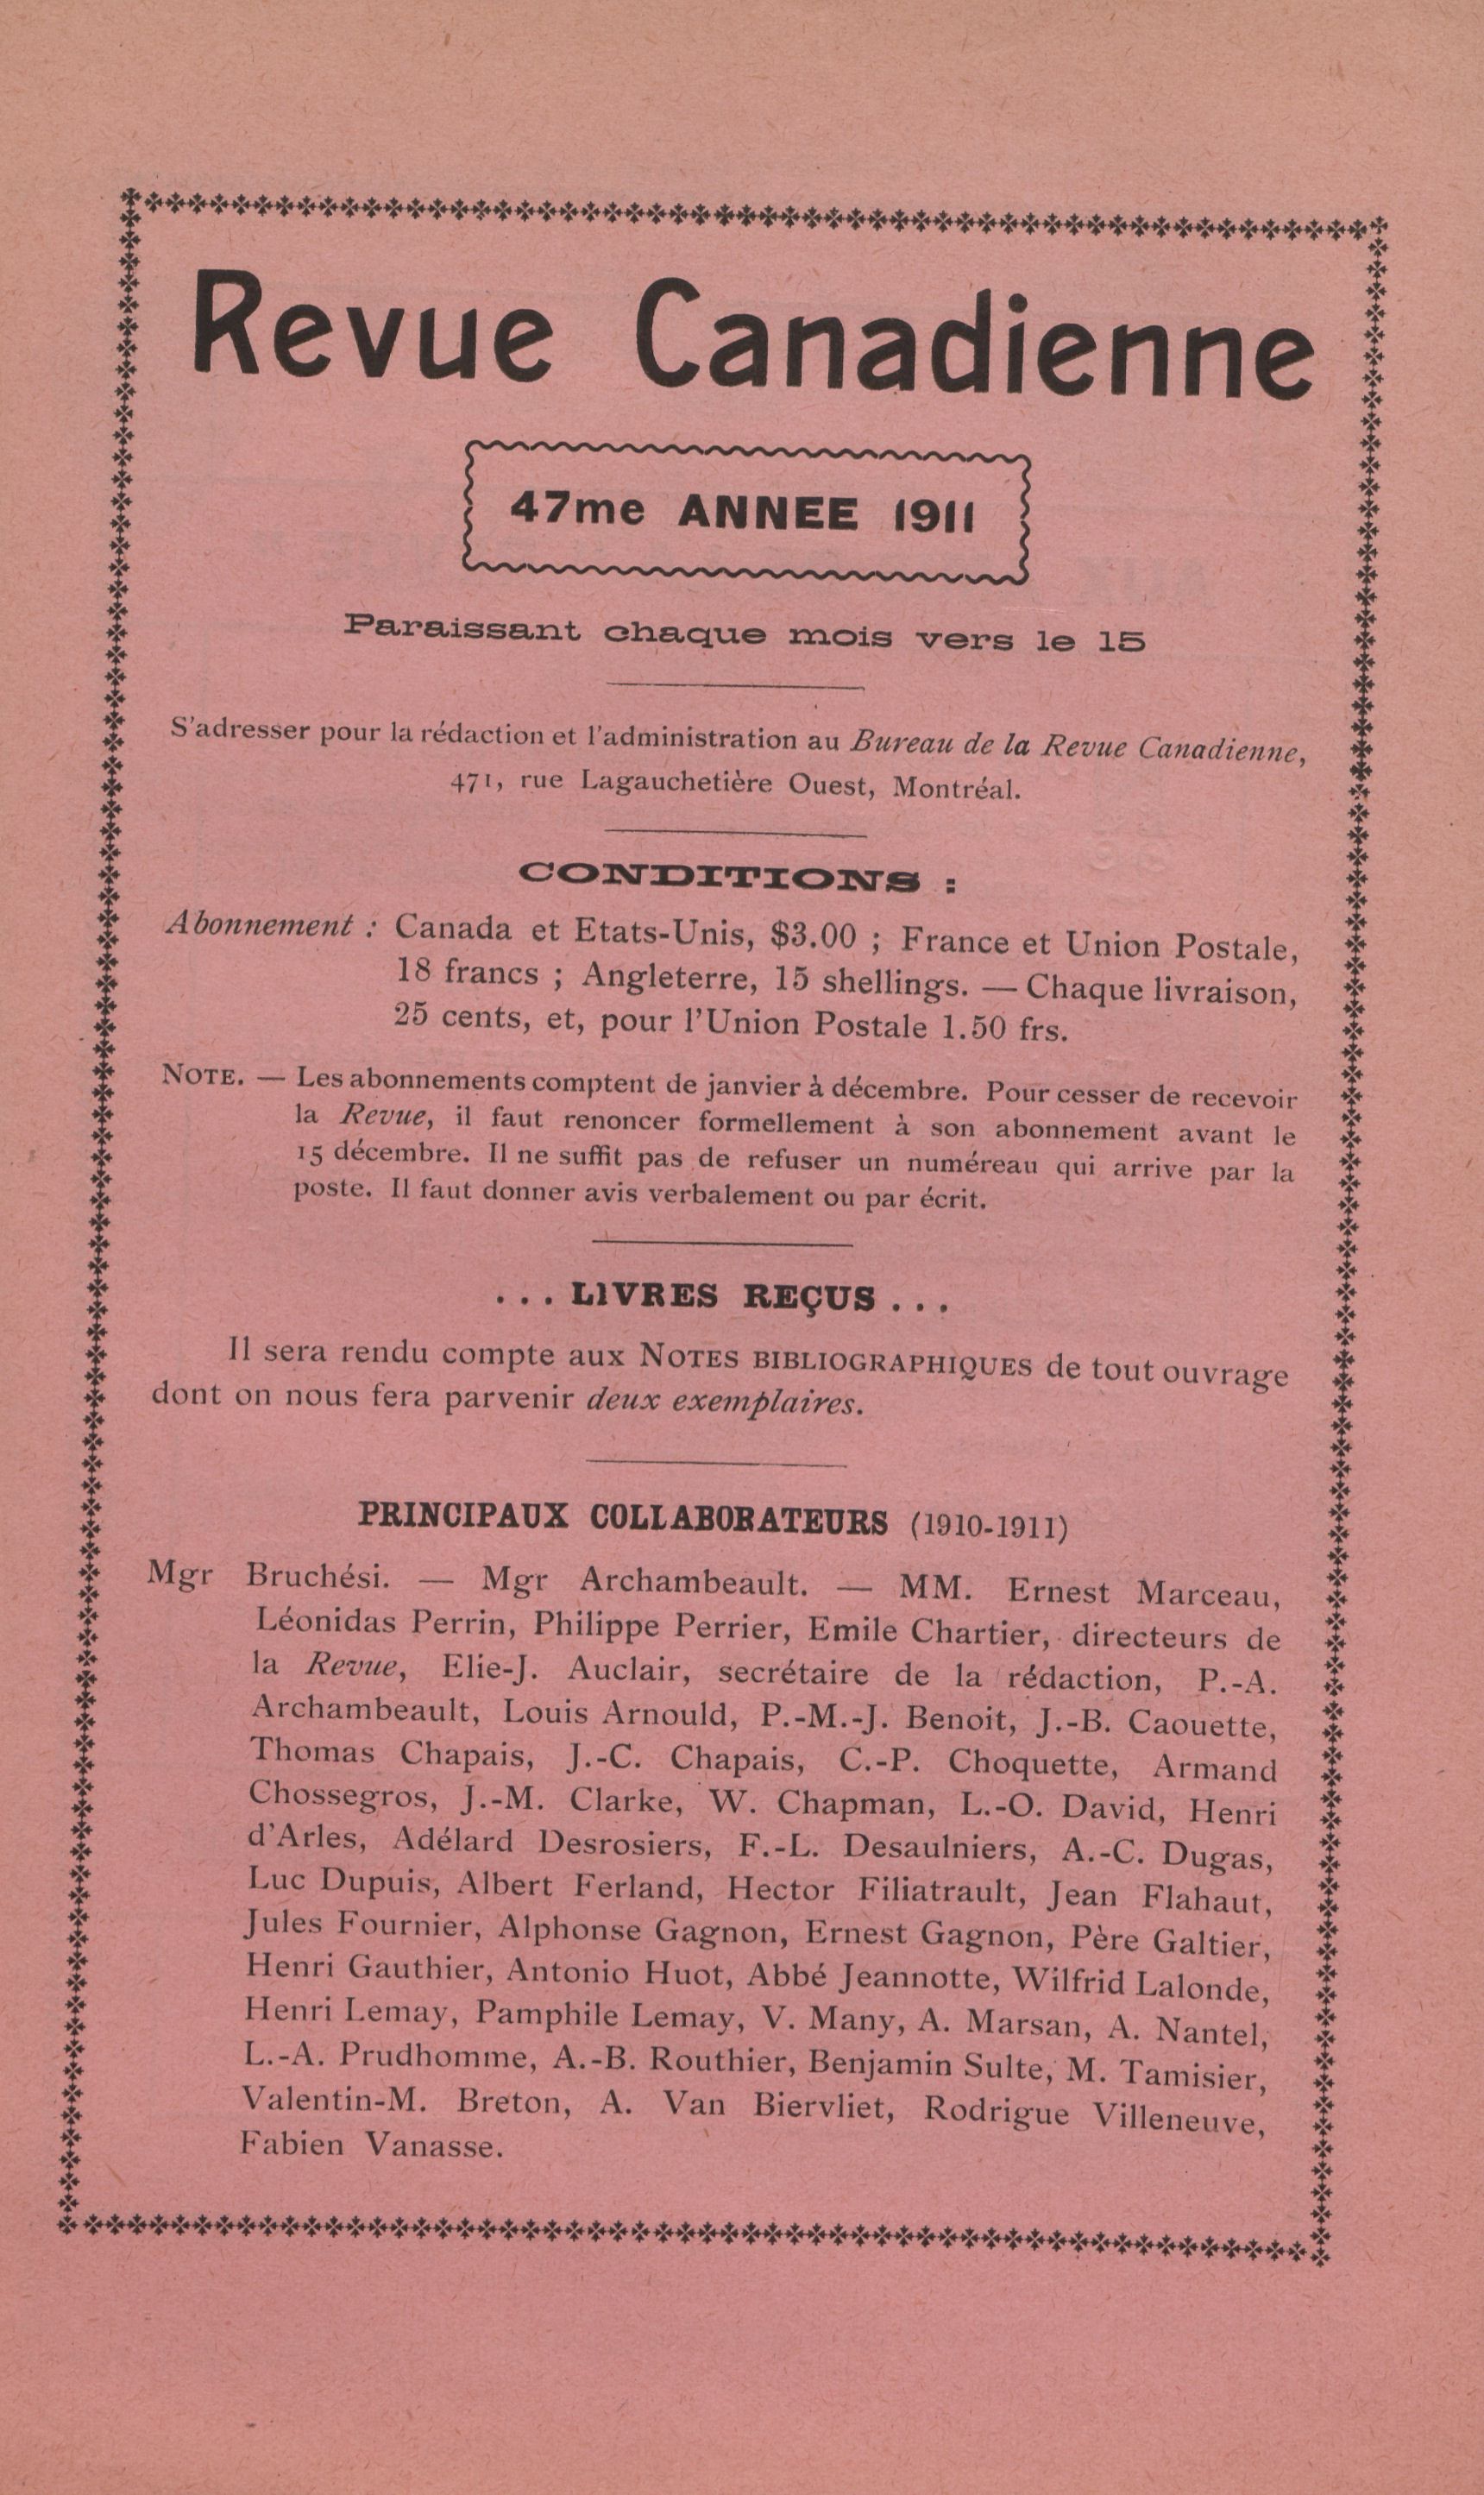 Revue Canadienne
47me ANNEE 1911
Paraissant chaque mois vers le 15
S'adresser pour la rédaction et l'administration au Bureau de la Revue Canadienne,
471, rue Lagauchetière Ouest, Montréal.
CONDITIONS :
Abonnement : Canada et Etats-Unis, $3.00 ; France et Union Postale,
18 francs ; Angleterre, 15 shellings. — Chaque livraison,
25 cents, et, pour l'Union Postale 1.50 frs.
NOTE. — Les abonnements comptent de janvier à décembre. Pour cesser de recevoir
la Revue, il faut renoncer formellement à son abonnement avant le
15 décembre. Il ne suffit pas de refuser un numéreau qui arrive par la
poste. Il faut donner avis verbalement ou par écrit.
... LIVRES REÇUS ...
Il sera rendu compte aux NOTES BIBLIOGRAPHIQUES de tout ouvrage
dont on nous fera parvenir deux exemplaires.
PRINCIPAUX COLLABORATEURS (1910-1911)
Mgr Bruchési. — Mgr Archambeault. — MM. Ernest Marceau,
Léonidas Perrin, Philippe Perrier, Emile Chartier, directeurs de
la Revue, Elie-J. Auclair, secrétaire de la rédaction, P.-A.
Archambeault, Louis Arnould, P.-M.-J. Benoit, J.-B. Caouette,
Thomas Chapais, J.-C. Chapais, C.-P. Choquette, Armand
Chossegros, J.-M. Clarke, W. Chapman, L.-O. David, Henri
d'Arles, Adélard Desrosiers, F.-L. Desaulniers, A.-C. Dugas,
Luc Dupuis, Albert Ferland, Hector Filiatrault, Jean Flahaut,
Jules Fournier, Alphonse Gagnon, Ernest Gagnon, Père Galtier,
Henri Gauthier, Antonio Huot, Abbé Jeannotte, Wilfrid Lalonde,
Henri Lemay, Pamphile Lemay, V. Many, A. Marsan, A. Nantel,
L.-A. Prudhomme, A.-B. Routhier, Benjamin Sulte, M. Tamisier,
Valentin-M. Breton, A. Van Biervliet, Rodrigue Villeneuve,
Fabien Vanasse.